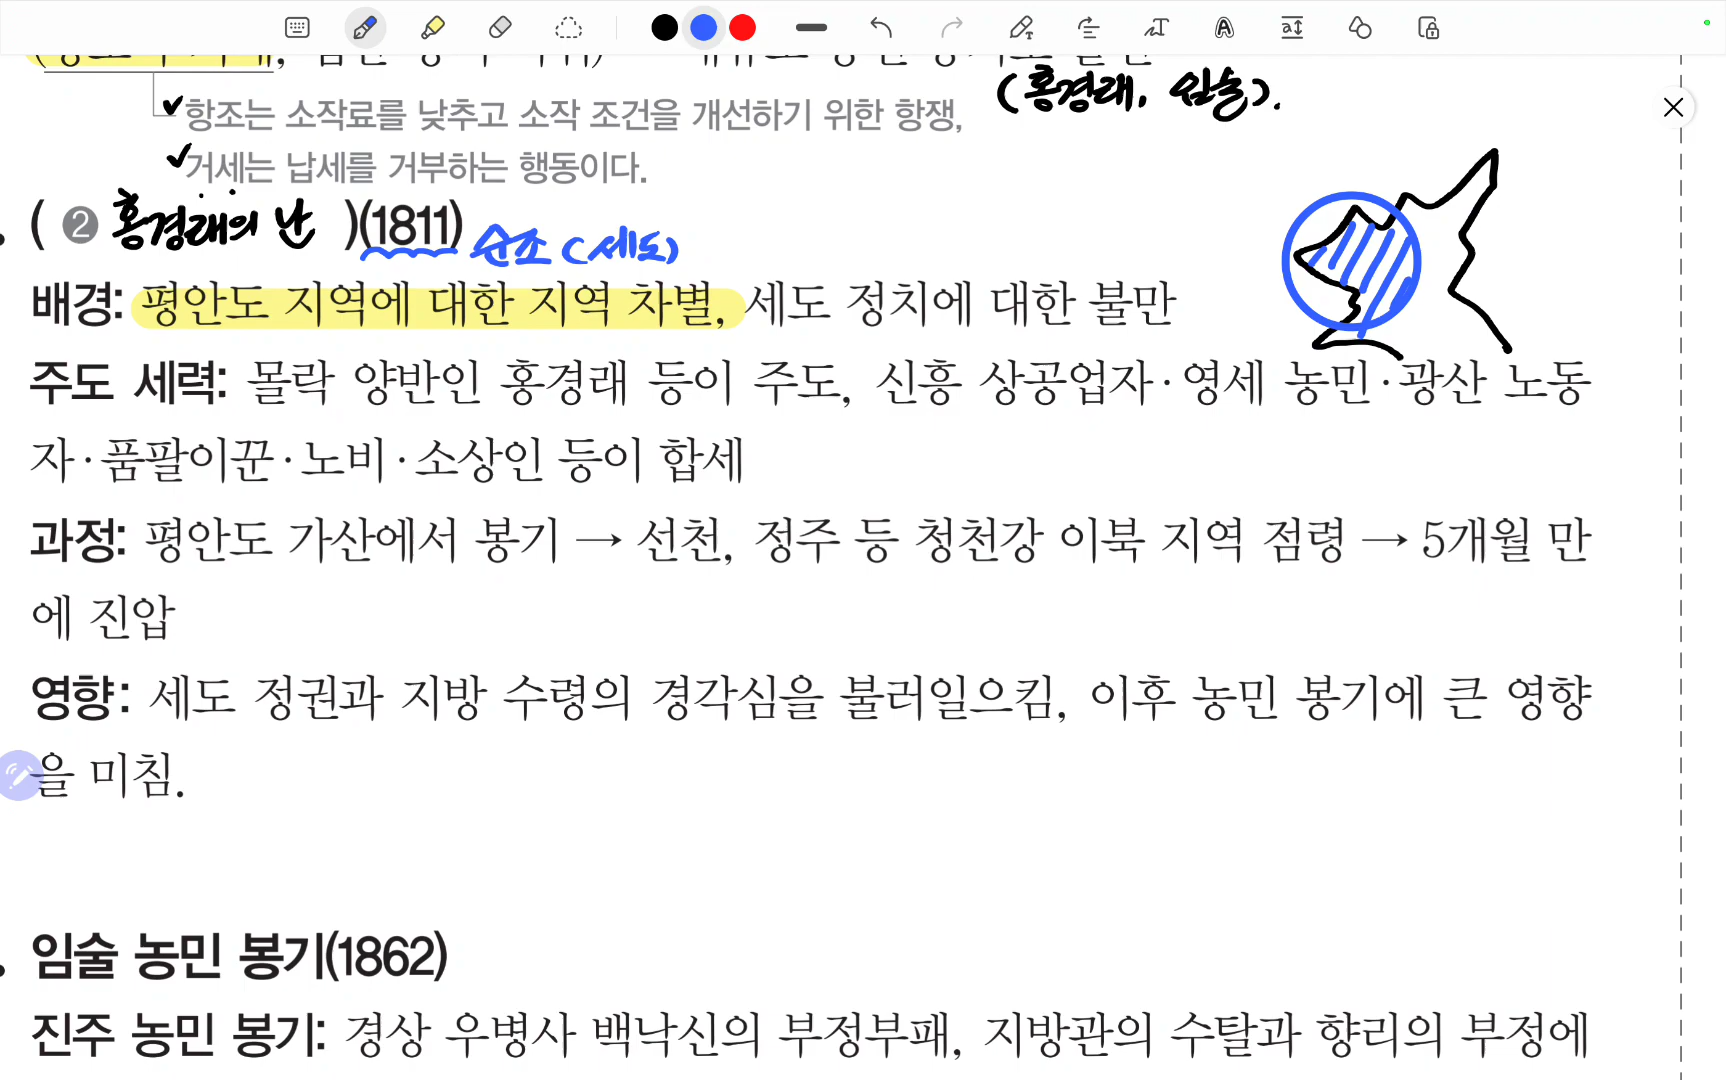 (홍경래, 임술).
항조는 소작료를 낮추고 소작 조건을 개선하기 위한 항쟁,
거세는 납세를 거부하는 행동이다.
( 2 홍경래의 난 )(1811) 순조 (세도)
배경: 평안도 지역에 대한 지역 차별, 세도 정치에 대한 불만
주도 세력: 몰락 양반인 홍경래 등이 주도, 신흥 상공업자·영세 농민·광산 노동
자·품팔이꾼·노비·소상인 등이 합세
과정: 평안도 가산에서 봉기 → 선천, 정주 등 청천강 이북 지역 점령 → 5개월 만
에 진압
영향: 세도 정권과 지방 수령의 경각심을 불러일으킴, 이후 농민 봉기에 큰 영향
을 미침.
임술 농민 봉기(1862)
진주 농민 봉기: 경상 우병사 백낙신의 부정부패, 지방관의 수탈과 향리의 부정에